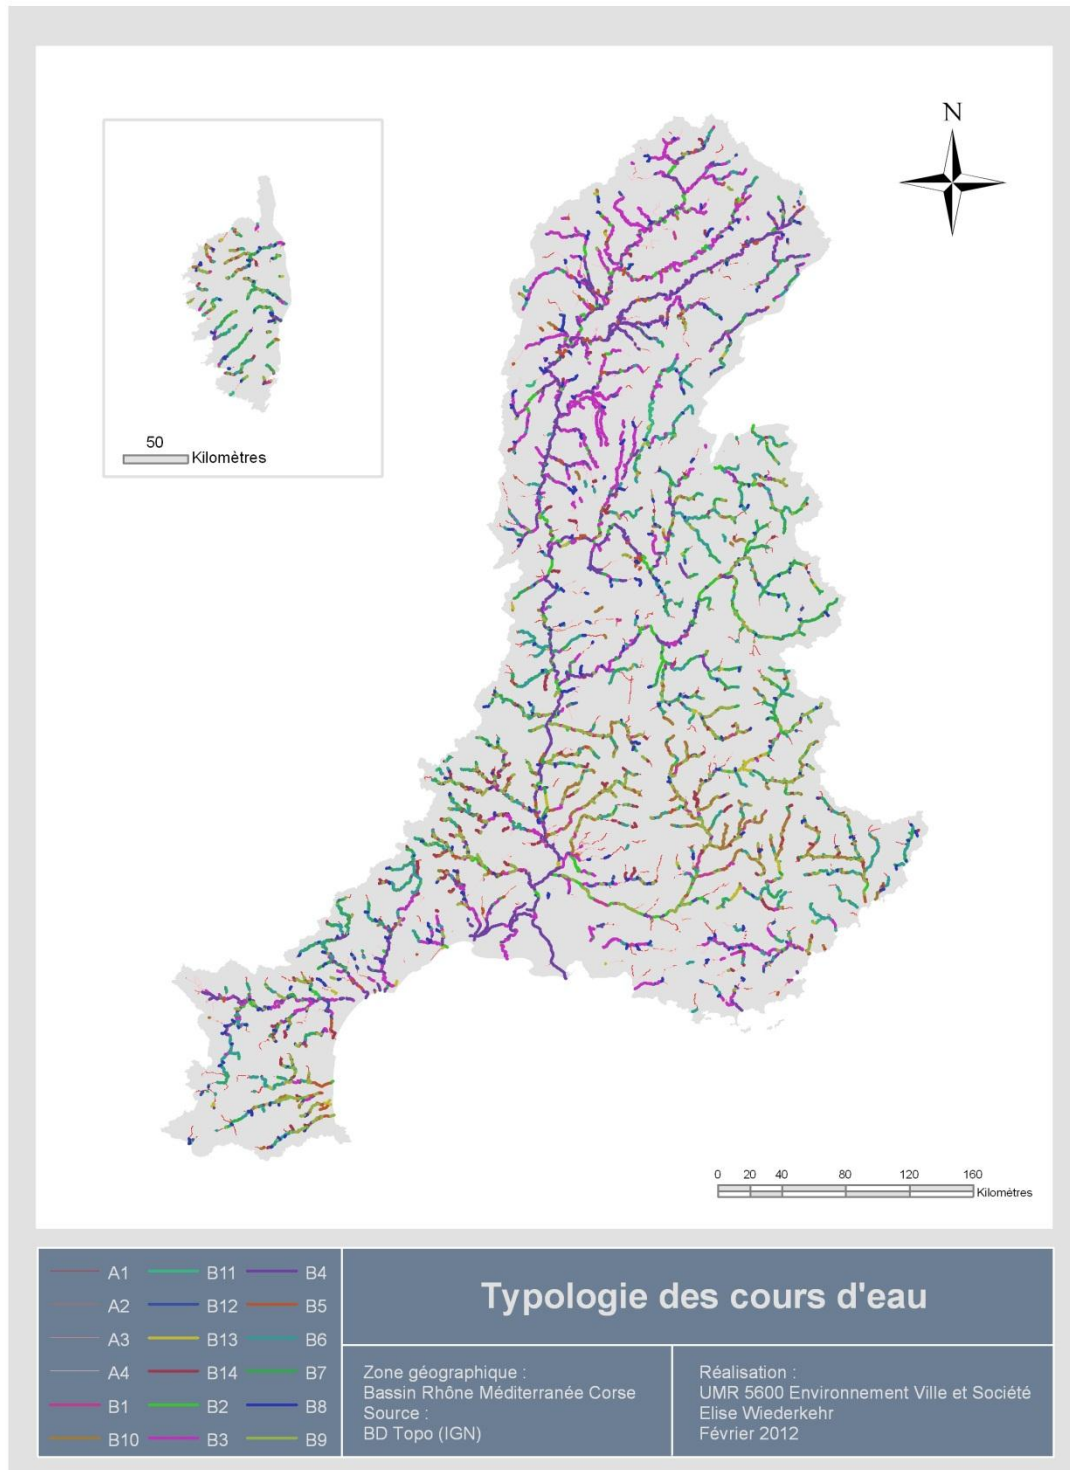 N
50
Kilomètres
0 20 40 80 120 160
Kilométres
A1 B11 B4
A2 B12 B5
A3 B13 B6
A4 B14 B7
B1 B2 B8
B10 B3 B9
Typologie des cours d'eau
Zone géographique :
Bassin Rhône Méditerranée Corse
Source :
BD Topo (IGN)
Réalisation :
UMR 5600 Environnement Ville et Société
Elise Wiederkehr
Février 2012